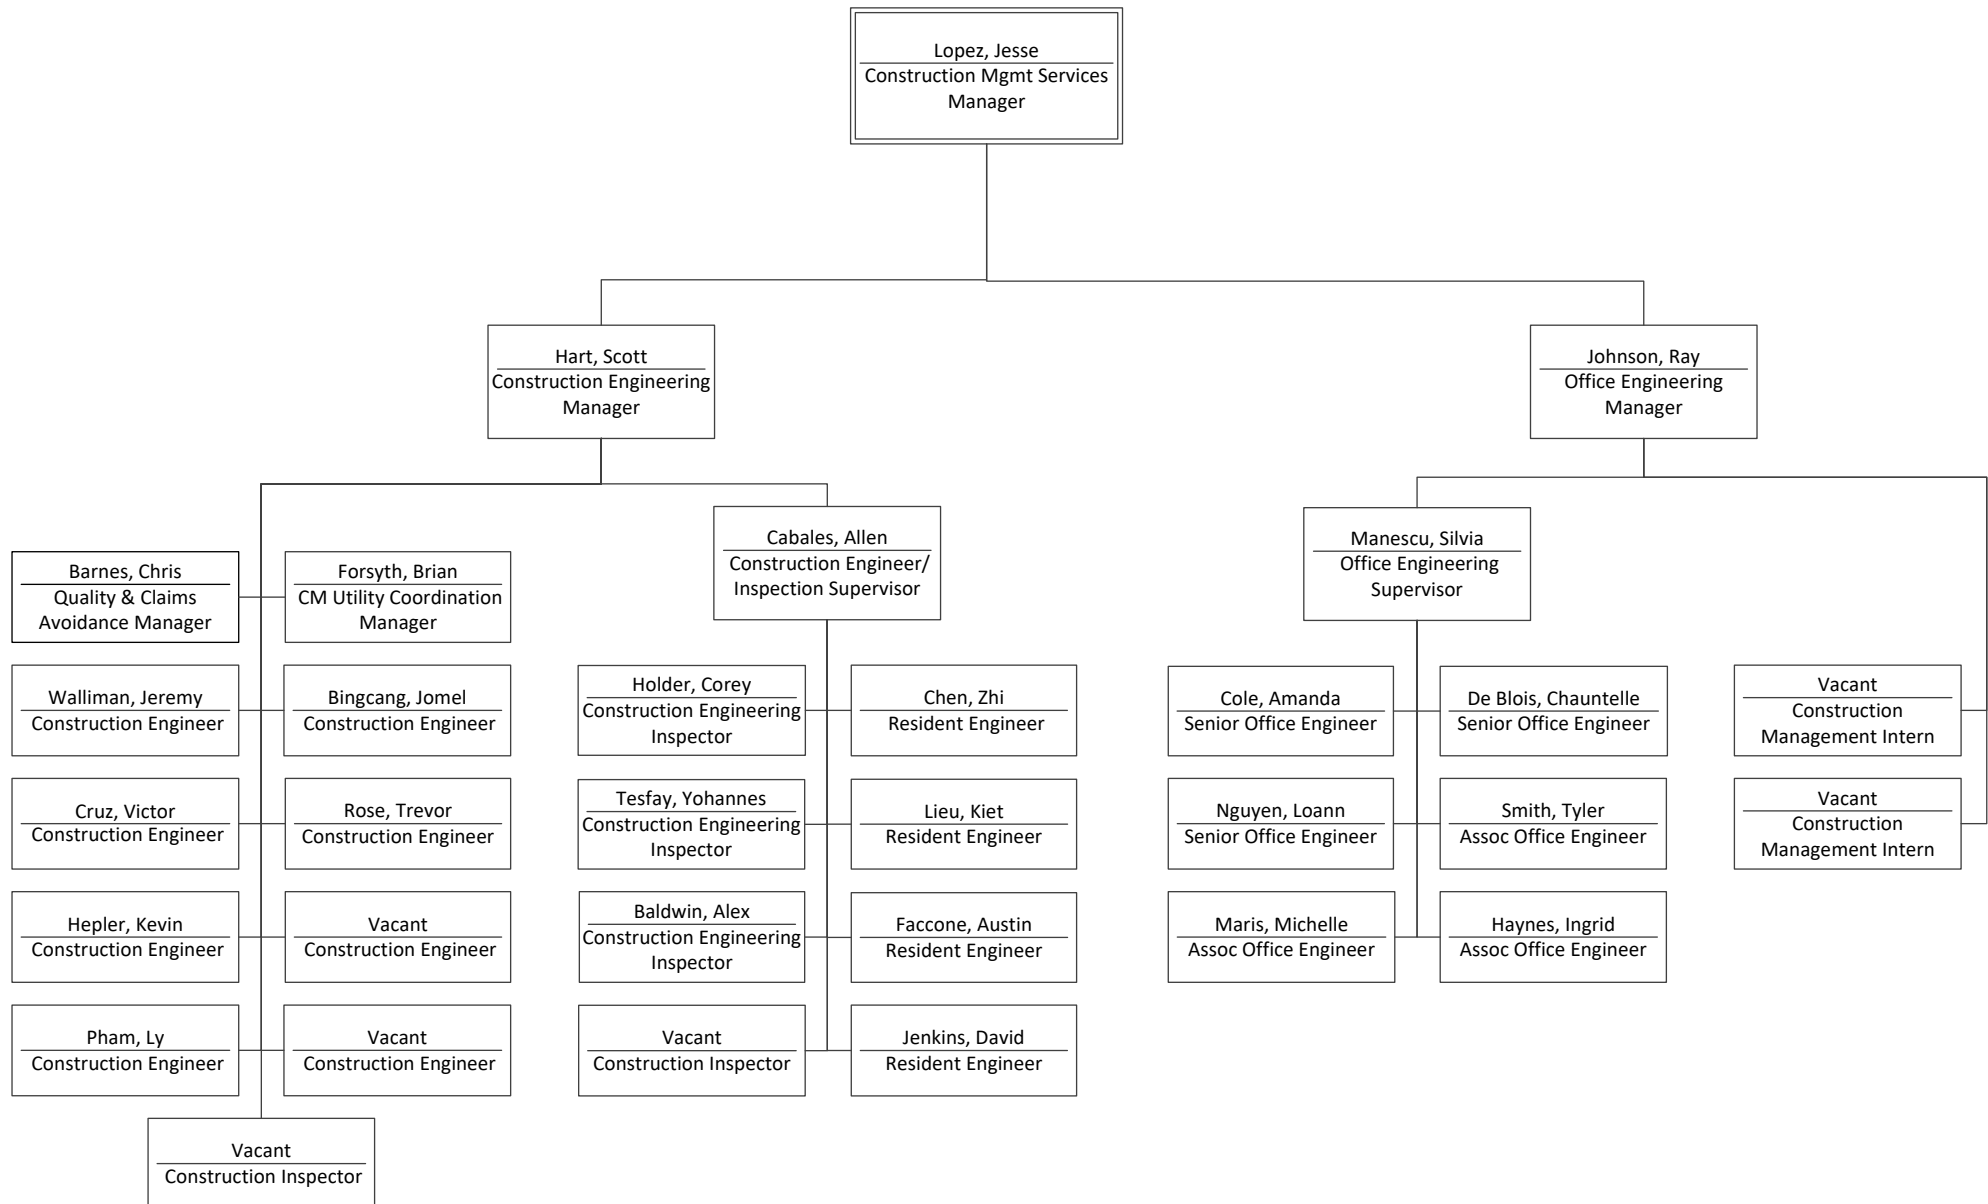 Lopez, Jesse
Construction Mgmt Services
Manager
Hart, Scott
Construction Engineering
Manager
Johnson, Ray
Office Engineering
Manager
Barnes, Chris
Quality & Claims
Avoidance Manager
Forsyth, Brian
CM Utility Coordination
Manager
Walliman, Jeremy
Construction Engineer
Bingcang, Jomel
Construction Engineer
Cruz, Victor
Construction Engineer
Rose, Trevor
Construction Engineer
Hepler, Kevin
Construction Engineer
Vacant
Construction Engineer
Pham, Ly
Construction Engineer
Vacant
Construction Engineer
Vacant
Construction Inspector
Cabales, Allen
Construction Engineer/
Inspection Supervisor
Holder, Corey
Construction Engineering
Inspector
Chen, Zhi
Resident Engineer
Tesfay, Yohannes
Construction Engineering
Inspector
Lieu, Kiet
Resident Engineer
Baldwin, Alex
Construction Engineering
Inspector
Faccone, Austin
Resident Engineer
Vacant
Construction Inspector
Jenkins, David
Resident Engineer
Manescu, Silvia
Office Engineering
Supervisor
Cole, Amanda
Senior Office Engineer
De Blois, Chauntelle
Senior Office Engineer
Nguyen, Loann
Senior Office Engineer
Smith, Tyler
Assoc Office Engineer
Maris, Michelle
Assoc Office Engineer
Haynes, Ingrid
Assoc Office Engineer
Vacant
Construction
Management Intern
Vacant
Construction
Management Intern